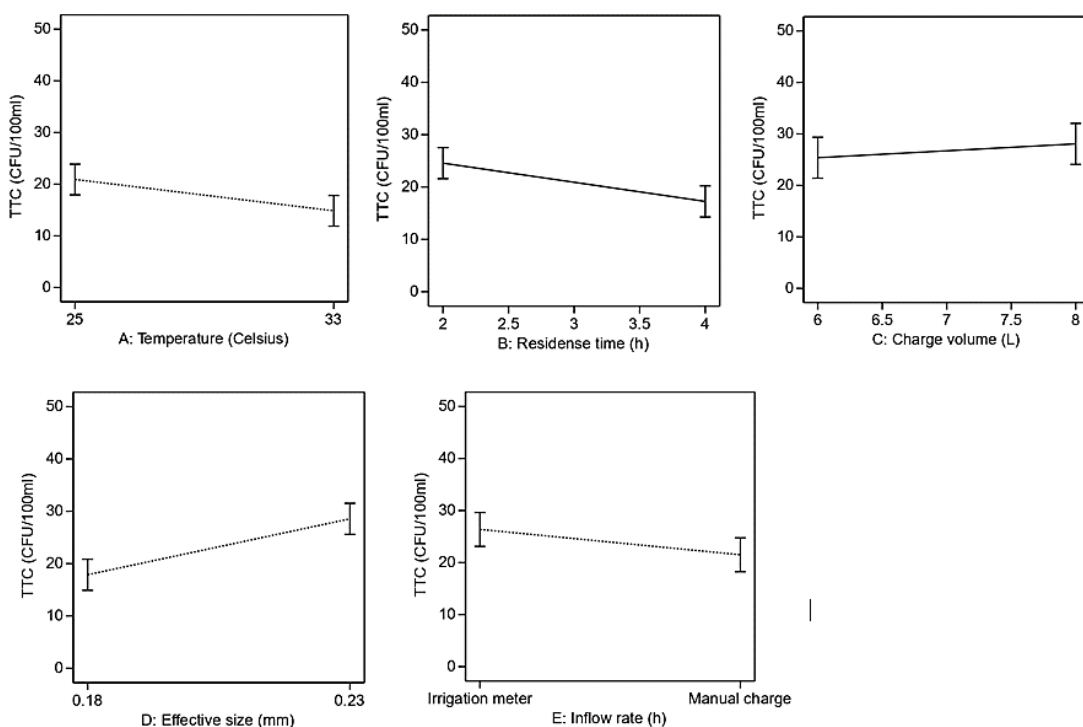 50
40
30
20
10
0
TTC (CFU/100ml)
25 33
A: Temperature (Celsius)
50
40
30
20
10
0
TTC (CFU/100ml)
2 2.5 3 3.5 4
B: Residense time (h)
50
40
30
20
10
0
TTC (CFU/100ml)
6 6.5 7 7.5 8
C: Charge volume (L)
50
40
30
20
10
0
TTC (CFU/100ml)
0.18 0.23
D: Effective size (mm)
50
40
30
20
10
0
TTC (CFU/100ml)
Irrigation meter Manual charge
E: Inflow rate (h)